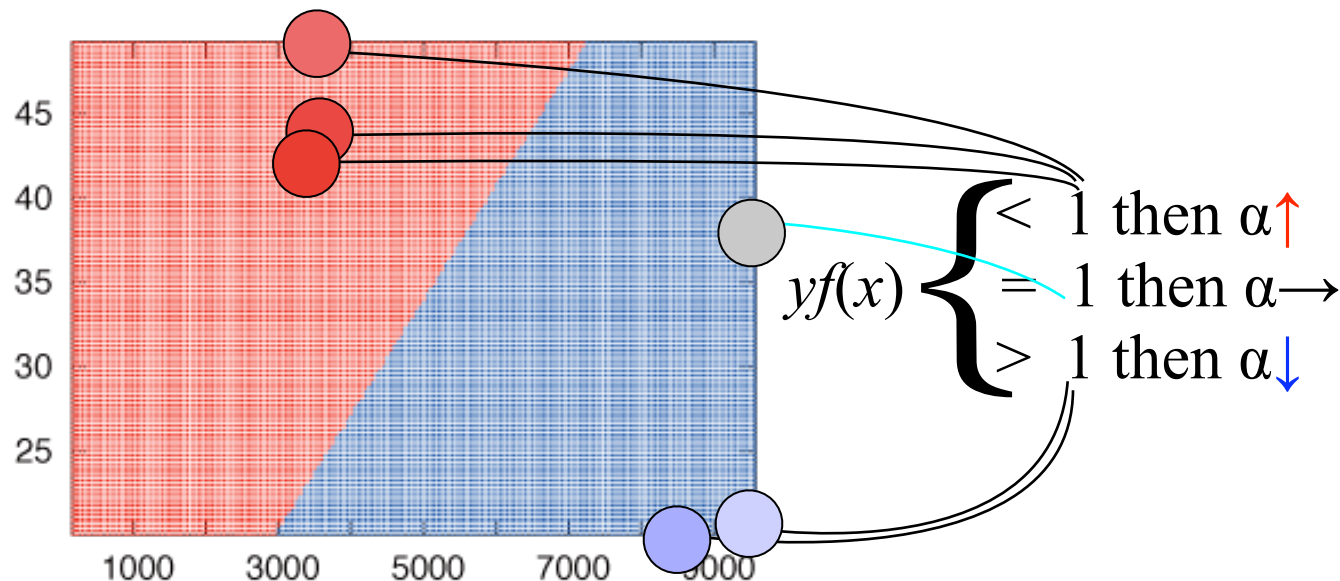 45
40
35
30
25
1000 3000 5000 7000 9000
< 1 then α↑
yf(x) { = 1 then α→
> 1 then α↓